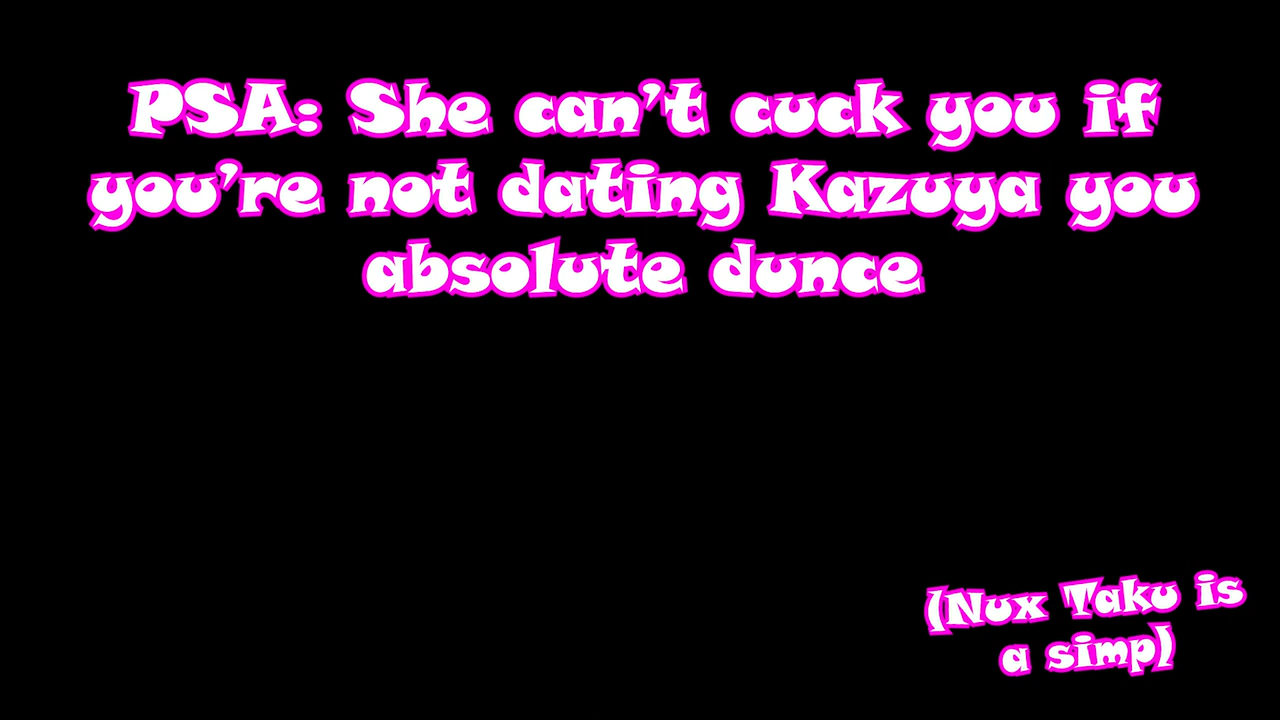 PSA: She can't cuck you if
you're not dating Kazuya you
absolute dunce
(Nux Taku is
a simp)